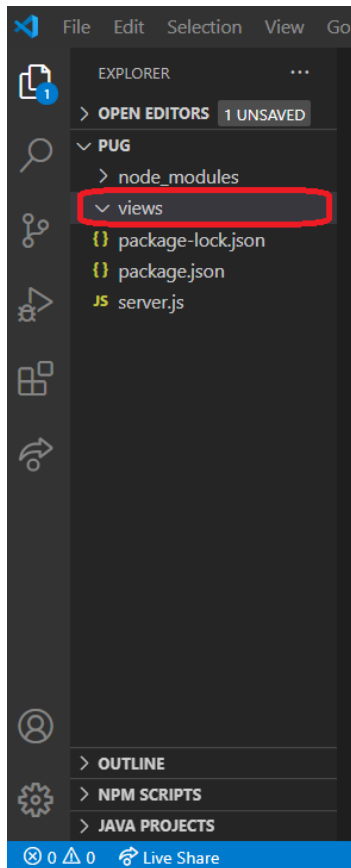 File Edit Selection View Go
EXPLORER ...
1
> OPEN EDITORS 1 UNSAVED
PUG
> node_modules
views
{} package-lock.json
{} package.json
JS server.js
> OUTLINE
> NPM SCRIPTS
> JAVA PROJECTS
0 0 Live Share